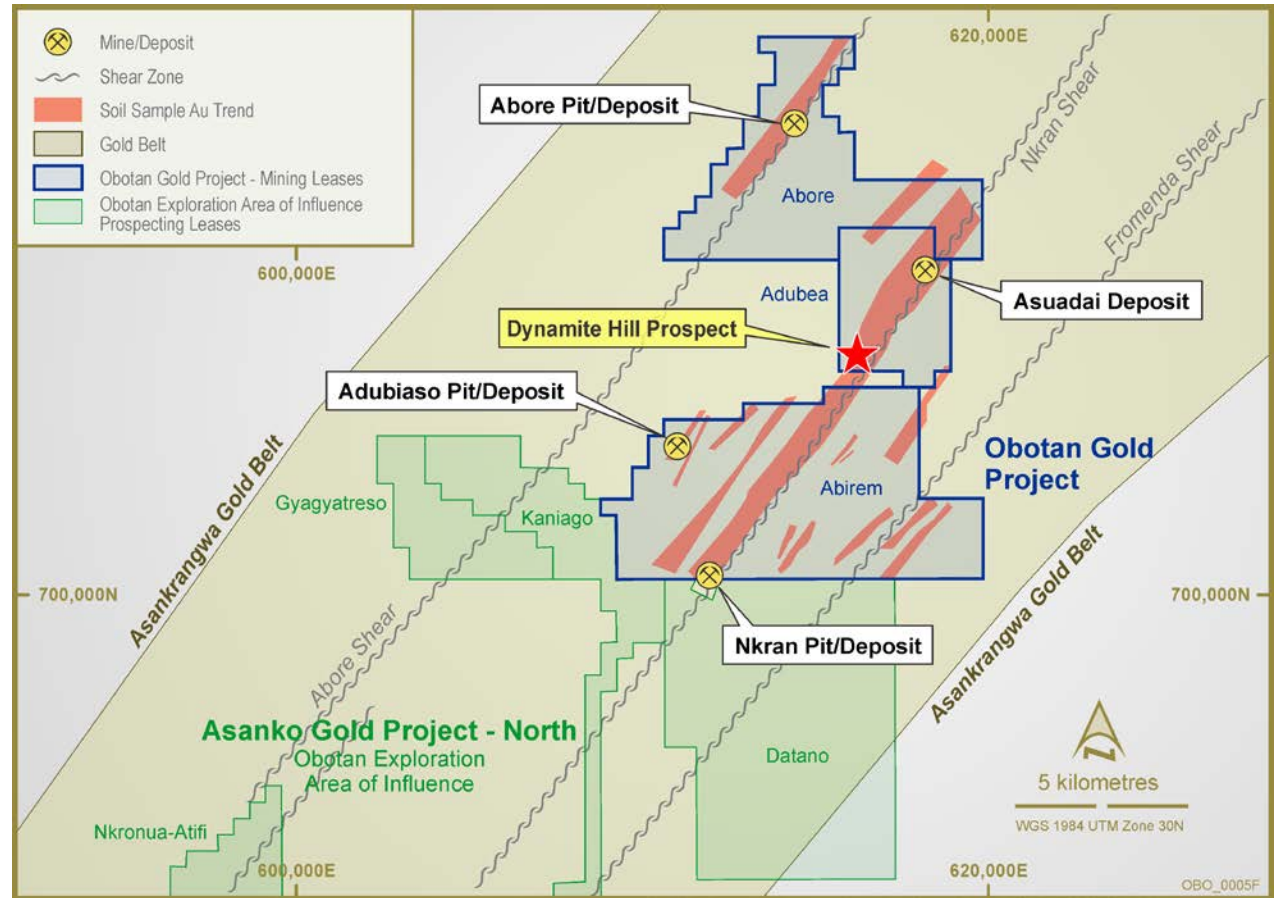 Mine/Deposit
Shear Zone
Soil Sample Au Trend
Gold Belt
Obotan Gold Project - Mining Leases
Obotan Exploration Area of Influence
Prospecting Leases
620,000E
600,000E
Abore Pit/Deposit
Nkran Shear
Fromenda Shear
Abore
Adubea
Asuadai Deposit
Dynamite Hill Prospect
Adubiaso Pit/Deposit
Obotan Gold
Project
Abirem
Gyagyatreso
Kaniago
Asankrangwa Gold Belt
700,000N
700,000N
Nkran Pit/Deposit
Asankrangwa Gold Belt
Abore Shear
Asanko Gold Project - North
Obotan Exploration
Area of Influence
Datano
N
5 kilometres
WGS 1984 UTM Zone 30N
Nkronua-Atifi
600,000E
620,000E
OBO_0005F